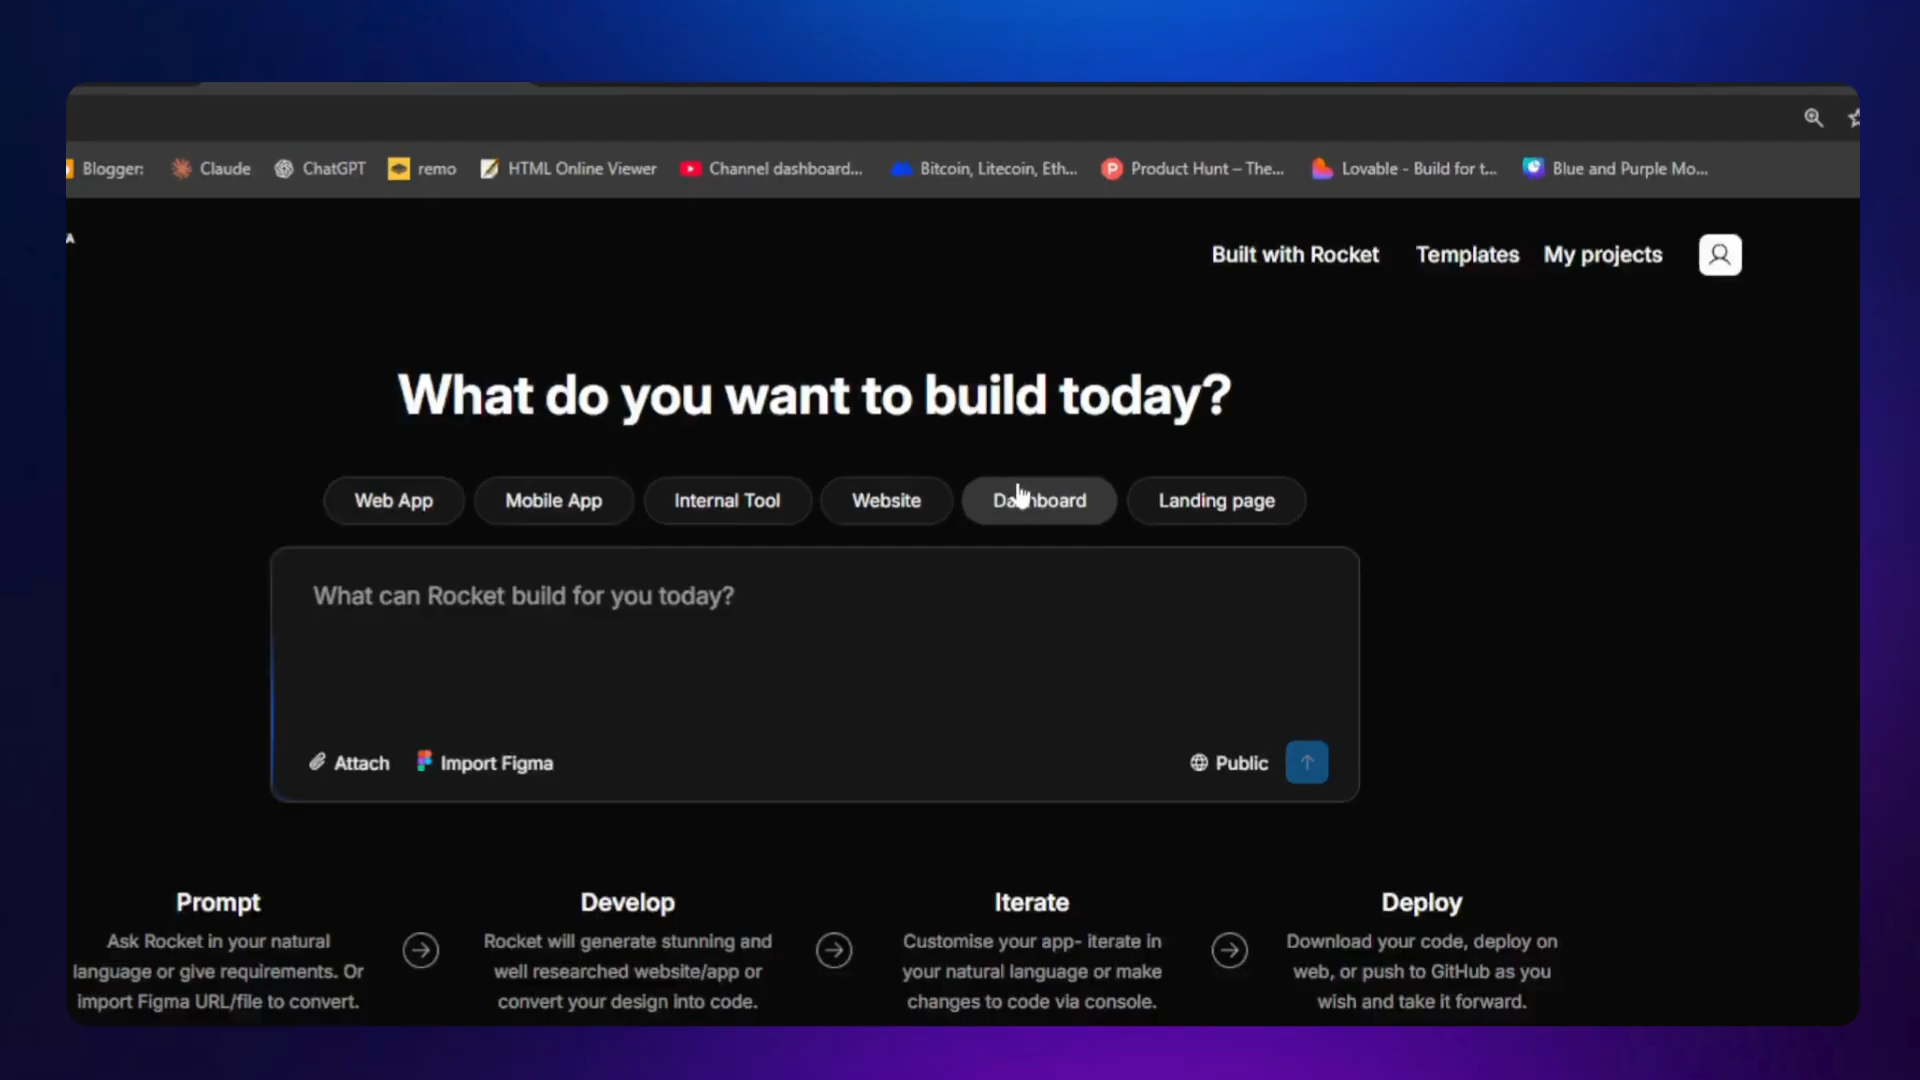 Blogger: Claude ChatGPT remo HTML Online Viewer Channel dashboard... Bitcoin, Litecoin, Eth... Product Hunt – The... Lovable - Build for t... Blue and Purple Mo...
Built with Rocket Templates My projects
What do you want to build today?
Web App Mobile App Internal Tool Website Dashboard Landing page
What can Rocket build for you today?
Attach Import Figma Public
Prompt
Ask Rocket in your natural
language or give requirements. Or
import Figma URL/file to convert.
Develop
Rocket will generate stunning and
well researched website/app or
convert your design into code.
Iterate
Customise your app- iterate in
your natural language or make
changes to code via console.
Deploy
Download your code, deploy on
web, or push to GitHub as you
wish and take it forward.